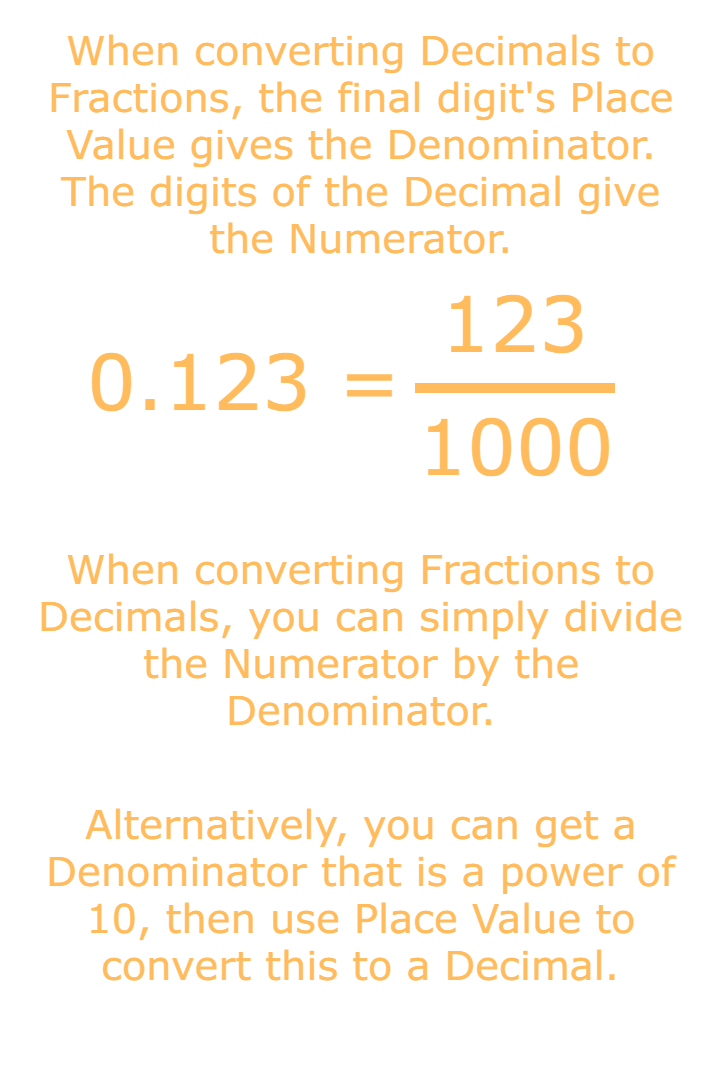 When converting Decimals to
Fractions, the final digit's Place
Value gives the Denominator.
The digits of the Decimal give
the Numerator.
123
0.123 =
1000
When converting Fractions to
Decimals, you can simply divide
the Numerator by the
Denominator.
Alternatively, you can get a
Denominator that is a power of
10, then use Place Value to
convert this to a Decimal.